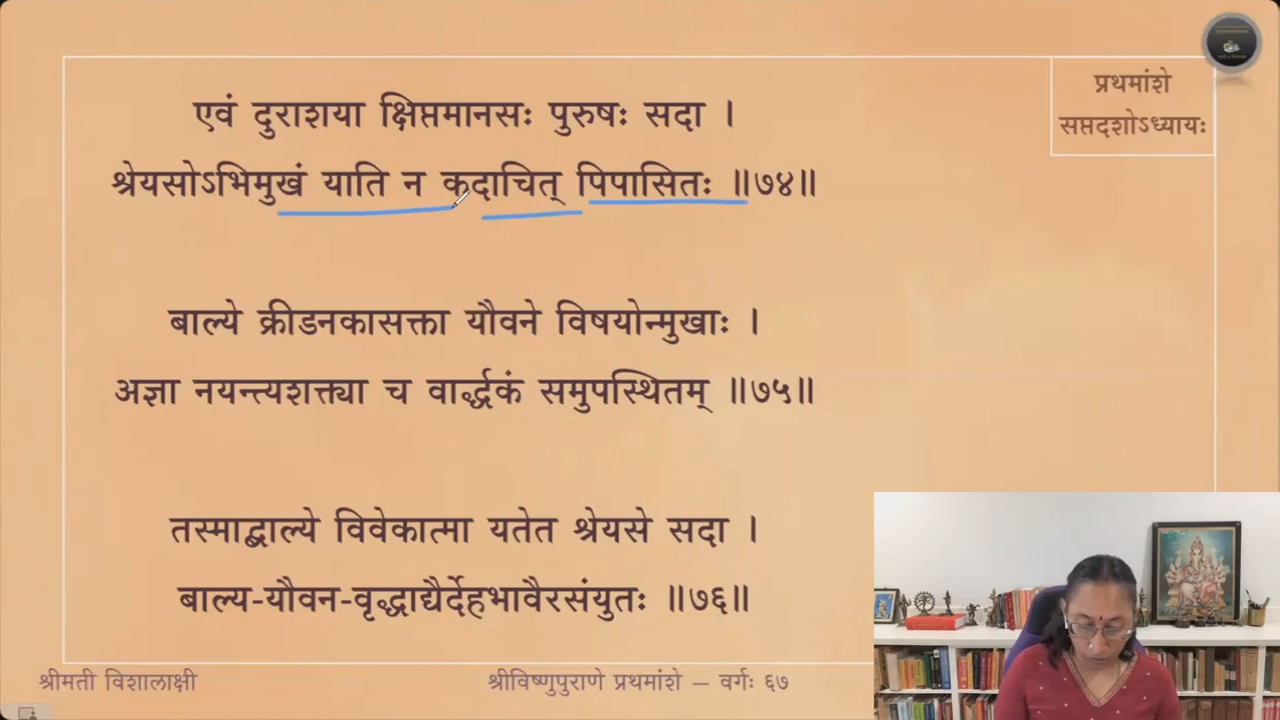 प्रथमांशे
सप्तदशोऽध्यायः
एवं दुराशया क्षिप्तमानसः पुरुषः सदा ।
श्रेयसोऽभिमुखं याति न कदाचित् पिपासितः ॥७४॥
बाल्ये क्रीडनकासक्ता यौवने विषयोन्मुखाः ।
अज्ञा नयन्त्यशक्त्या च वार्द्धकं समुपस्थितम् ॥७५॥
तस्माद्बाल्ये विवेकात्मा यतेत श्रेयसे सदा ।
बाल्य-यौवन-वृद्धाद्यैर्देहभावैरसंयुतः ॥७६॥
श्रीमती विशालाक्षी
श्रीविष्णुपुराणे प्रथमांशे – वर्गः ६७